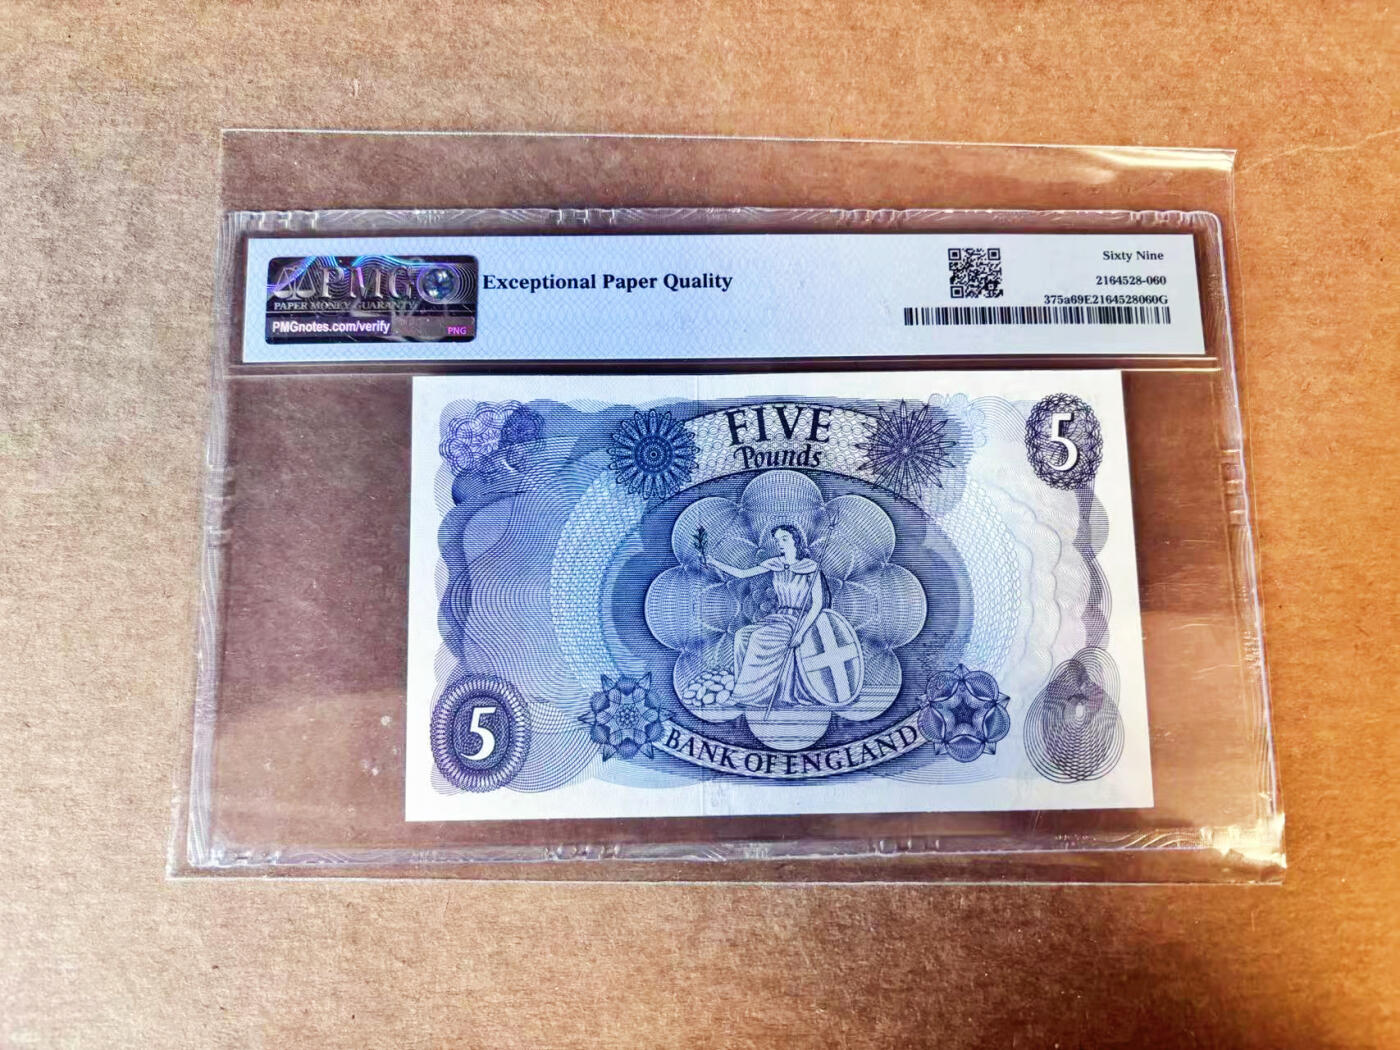 PMG
PAPER MONEY GUARANTY
PMGnotes.com/verify
PNG
Exceptional Paper Quality
Sixty Nine
2164528-060
375a69E2164528060G
FIVE
Pounds
5
5
BANK OF ENGLAND